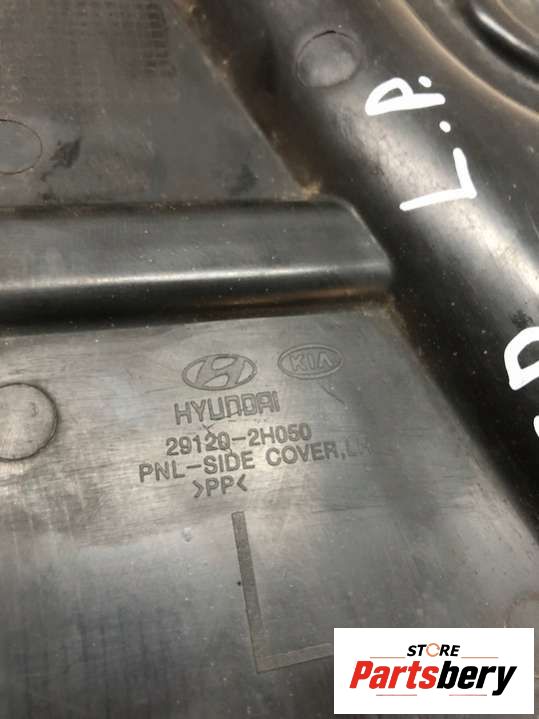 L.P.
KIA
HYUNDAI
29120-2H050
PNL-SIDE COVER,LH
>PP<
STORE
Partsbery